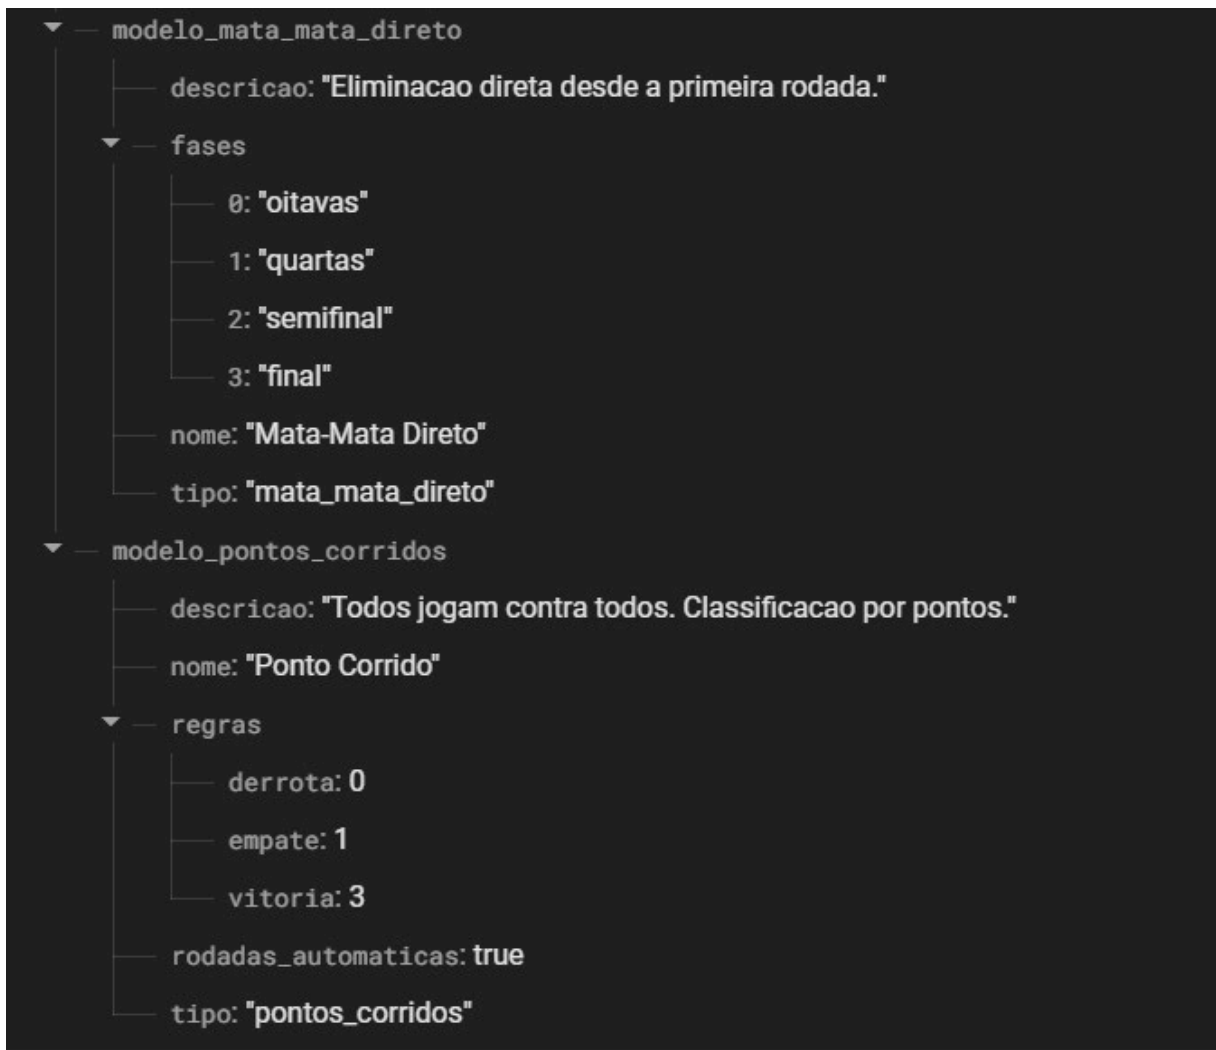 modelo_mata_mata_direto
descricao: "Eliminacao direta desde a primeira rodada."
fases
0: "oitavas"
1: "quartas"
2: "semifinal"
3: "final"
nome: "Mata-Mata Direto"
tipo: "mata_mata_direto"
modelo_pontos_corridos
descricao: "Todos jogam contra todos. Classificacao por pontos."
nome: "Ponto Corrido"
regras
derrota: 0
empate: 1
vitoria: 3
rodadas_automaticas: true
tipo: "pontos_corridos"